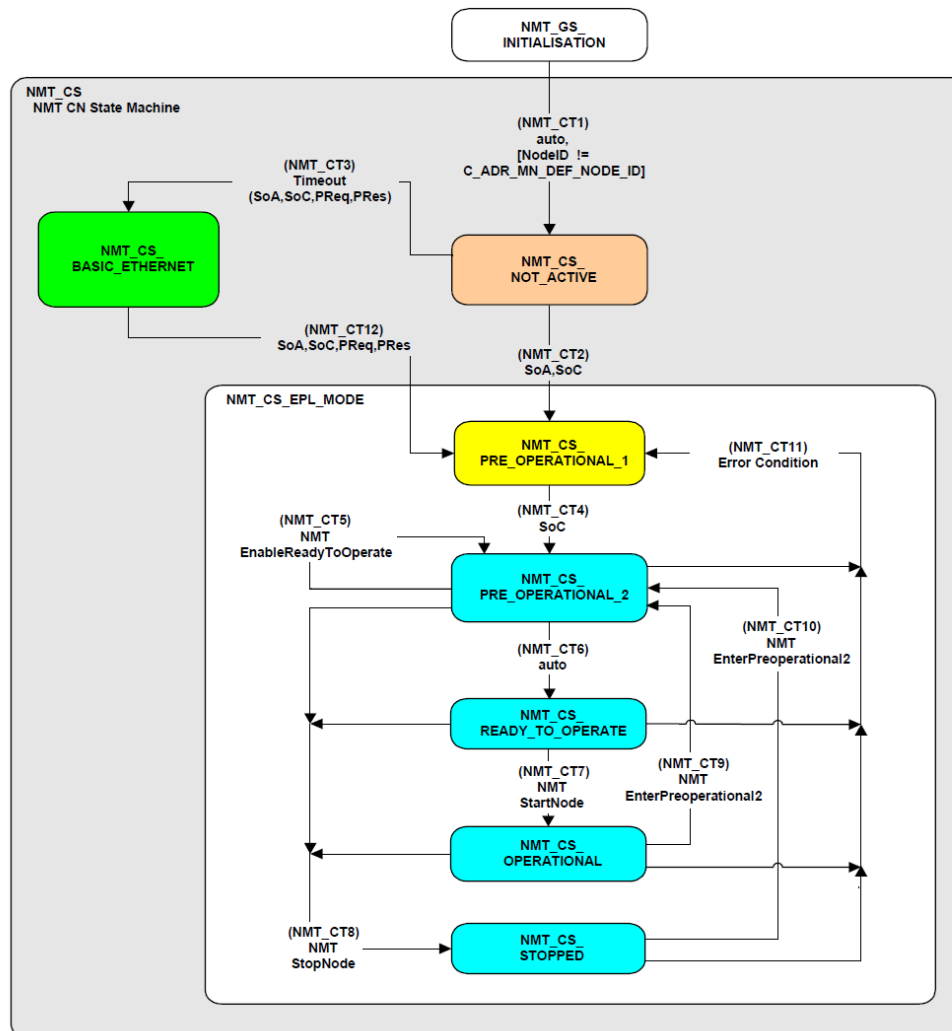 NMT_GS_
INITIALISATION
NMT_CS
NMT CN State Machine
(NMT_CT1)
auto,
[NodeID !=
C_ADR_MN_DEF_NODE_ID]
(NMT_CT3)
Timeout
(SoA,SoC,PReq,PRes)
NMT_CS_
BASIC_ETHERNET
NMT_CS_
NOT_ACTIVE
(NMT_CT12)
SoA,SoC,PReq,PRes
(NMT_CT2)
SoA,SoC
NMT_CS_EPL_MODE
NMT_CS_
PRE_OPERATIONAL_1
(NMT_CT11)
Error Condition
(NMT_CT4)
SoC
(NMT_CT5)
NMT
EnableReadyToOperate
NMT_CS_
PRE_OPERATIONAL_2
(NMT_CT10)
NMT
EnterPreoperational2
(NMT_CT6)
auto
NMT_CS_
READY_TO_OPERATE
(NMT_CT7)
NMT
StartNode
(NMT_CT9)
NMT
EnterPreoperational2
NMT_CS_
OPERATIONAL
(NMT_CT8)
NMT
StopNode
NMT_CS_
STOPPED